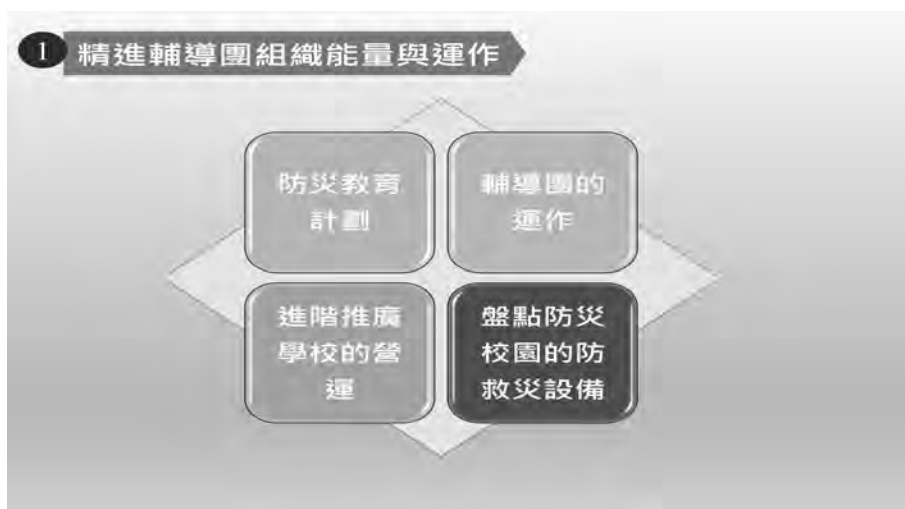 1 精進輔導團組織能量與運作
防災教育
計劃
輔導團的
運作
進階推廣
學校的營
運
盤點防災
校園的防
救災設備